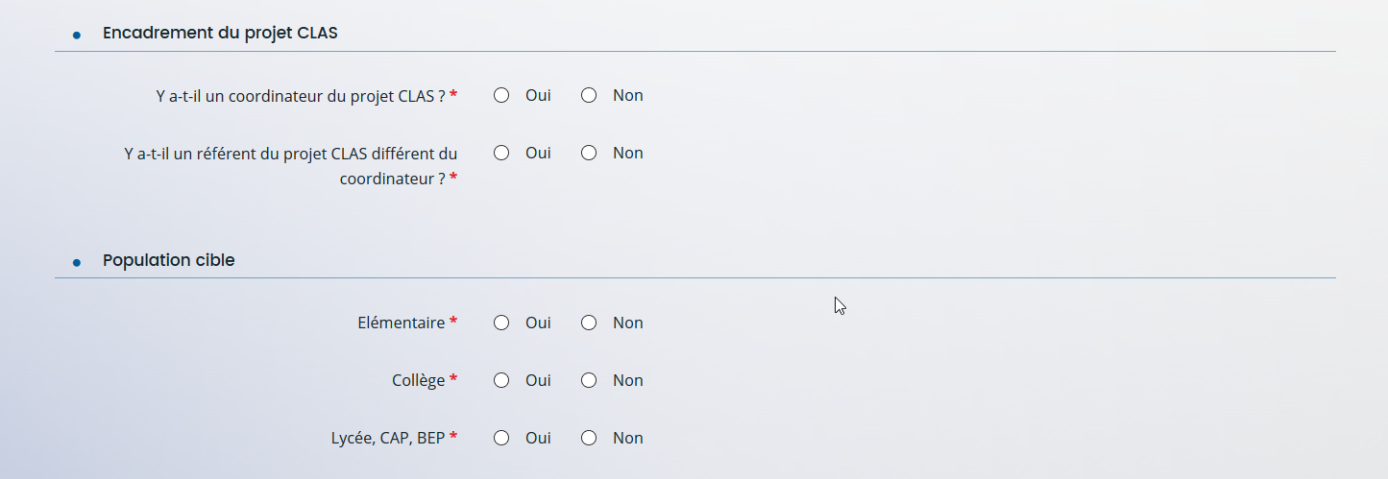 Encadrement du projet CLAS
Y a-t-il un coordinateur du projet CLAS ? * Oui Non
Y a-t-il un référent du projet CLAS différent du Oui Non
coordinateur ? *
Population cible
Elémentaire * Oui Non
Collège * Oui Non
Lycée, CAP, BEP * Oui Non